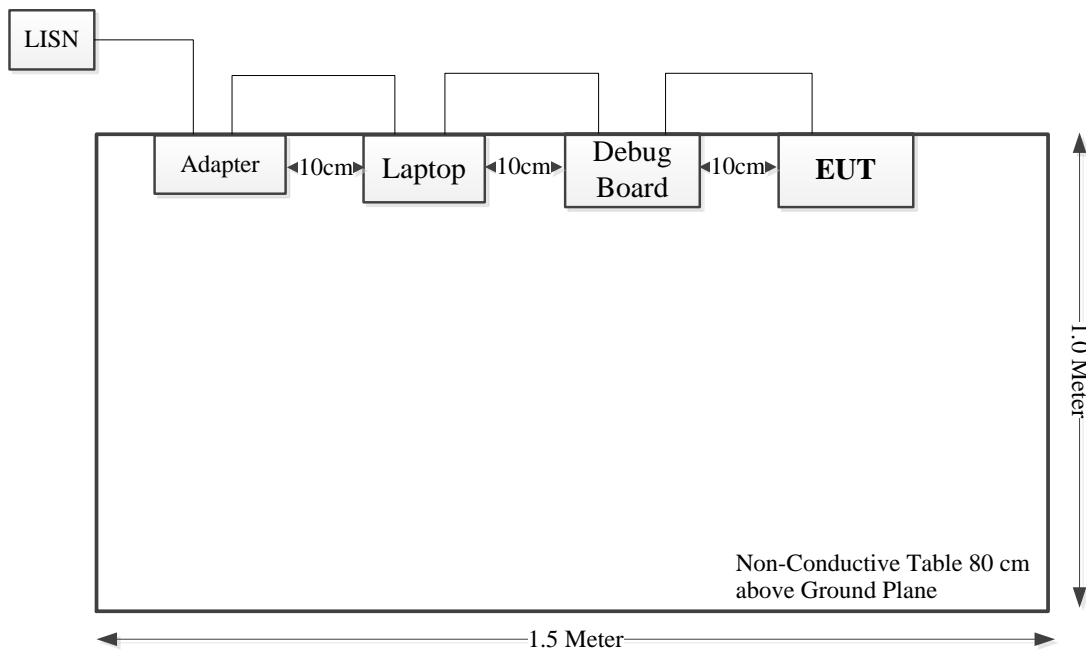 LISN
Adapter
10cm
Laptop
10cm
Debug
Board
10cm
EUT
1.0 Meter
Non-Conductive Table 80 cm
above Ground Plane
1.5 Meter